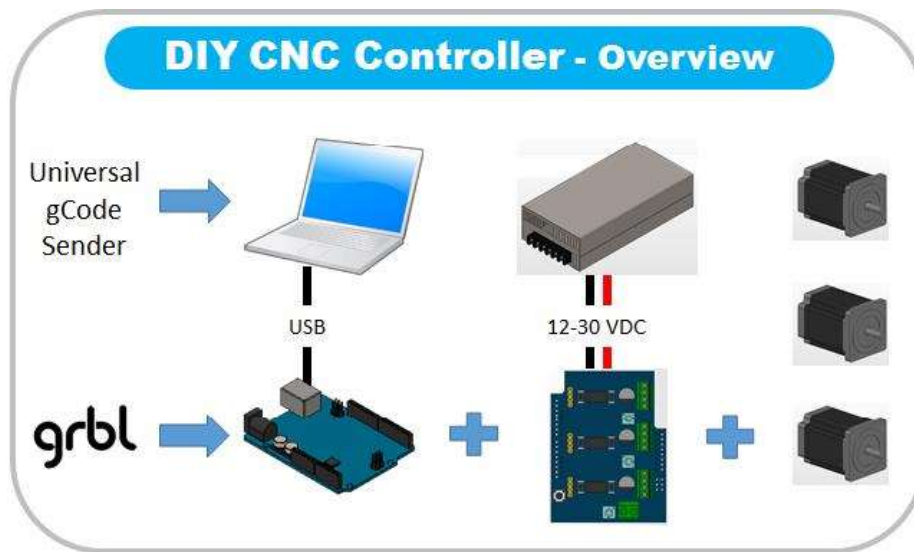 DIY CNC Controller - Overview
Universal
gCode
Sender
USB
12-30 VDC
grbl